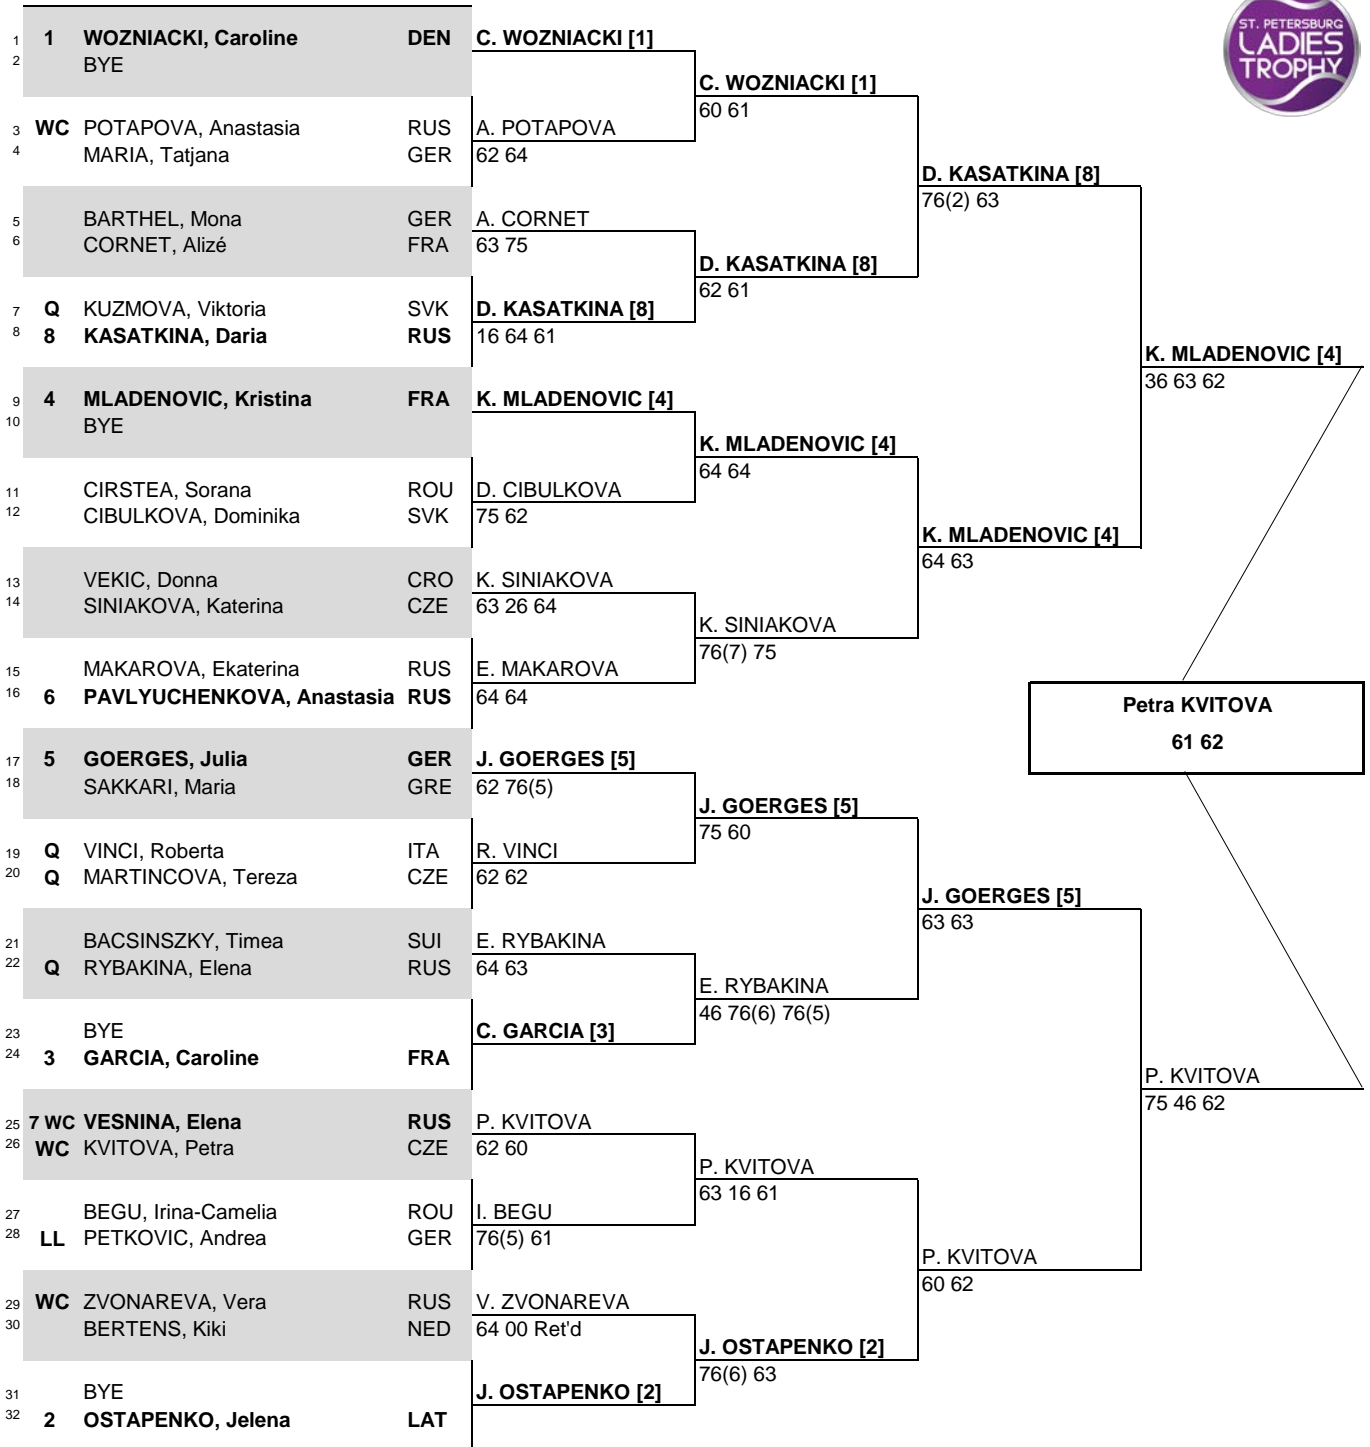 ST. PETERSBURG
LADIES
TROPHY
1 1 WOZNIACKI, Caroline DEN
2 BYE
3 WC POTAPOVA, Anastasia RUS
4 MARIA, Tatjana GER
5 BARTHEL, Mona GER
6 CORNET, Alizé FRA
7 Q KUZMOVA, Viktoria SVK
8 8 KASATKINA, Daria RUS
9 4 MLADENOVIC, Kristina FRA
10 BYE
11 CIRSTEA, Sorana ROU
12 CIBULKOVA, Dominika SVK
13 VEKIC, Donna CRO
14 SINIAKOVA, Katerina CZE
15 MAKAROVA, Ekaterina RUS
16 6 PAVLYUCHENKOVA, Anastasia RUS
17 5 GOERGES, Julia GER
18 SAKKARI, Maria GRE
19 Q VINCI, Roberta ITA
20 Q MARTINCOVA, Tereza CZE
21 BACSINSZKY, Timea SUI
22 Q RYBAKINA, Elena RUS
23 BYE
24 3 GARCIA, Caroline FRA
25 7 WC VESNINA, Elena RUS
26 WC KVITOVA, Petra CZE
27 BEGU, Irina-Camelia ROU
28 LL PETKOVIC, Andrea GER
29 WC ZVONAREVA, Vera RUS
30 BERTENS, Kiki NED
31 BYE
32 2 OSTAPENKO, Jelena LAT
C. WOZNIACKI [1]
A. POTAPOVA
62 64
A. CORNET
63 75
D. KASATKINA [8]
16 64 61
K. MLADENOVIC [4]
D. CIBULKOVA
75 62
K. SINIAKOVA
63 26 64
E. MAKAROVA
64 64
J. GOERGES [5]
62 76(5)
R. VINCI
62 62
E. RYBAKINA
64 63
C. GARCIA [3]
P. KVITOVA
62 60
I. BEGU
76(5) 61
V. ZVONAREVA
64 00 Ret'd
J. OSTAPENKO [2]
C. WOZNIACKI [1]
60 61
D. KASATKINA [8]
62 61
K. MLADENOVIC [4]
64 64
K. SINIAKOVA
76(7) 75
J. GOERGES [5]
75 60
E. RYBAKINA
46 76(6) 76(5)
P. KVITOVA
63 16 61
J. OSTAPENKO [2]
76(6) 63
D. KASATKINA [8]
76(2) 63
K. MLADENOVIC [4]
64 63
J. GOERGES [5]
63 63
P. KVITOVA
60 62
K. MLADENOVIC [4]
36 63 62
P. KVITOVA
75 46 62
Petra KVITOVA
61 62